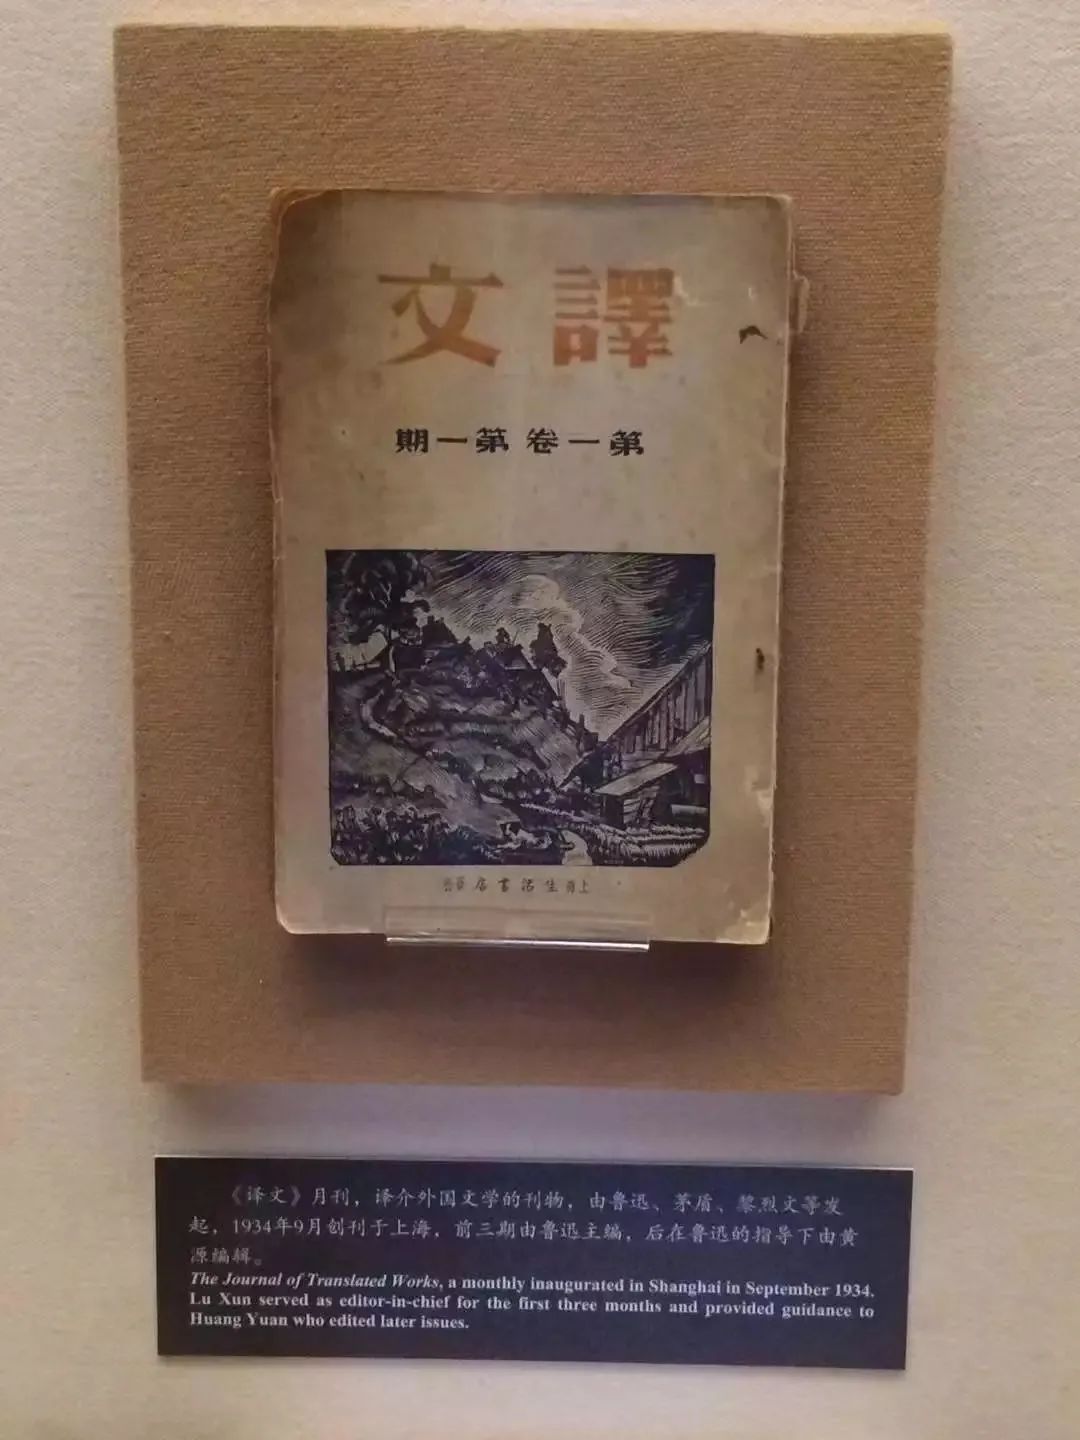 譯文
第一卷第一期
上海生活書店發行
《译文》月刊，译介外国文学的刊物，由鲁迅、茅盾、黎烈文等发
起，1934年9月创刊于上海，前三期由鲁迅主编，后在鲁迅的指导下由黄
源编辑。
The Journal of Translated Works, a monthly inaugurated in Shanghai in September 1934.
Lu Xun served as editor-in-chief for the first three months and provided guidance to
Huang Yuan who edited later issues.